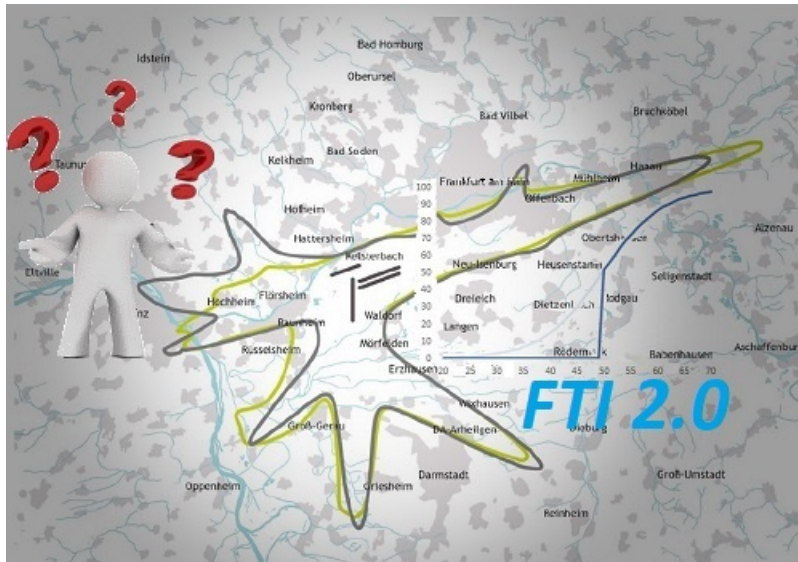 Bad Homburg
Idstein
Oberursel
Kronberg
Bad Vilbel
Bruchköbel
? ? ?
Taunus
Kelkheim
Bad Soden
Hanau
Mühlheim
Frankfurt am Main
Offenbach
Hofheim
Hattersheim
Obertshausen
Alzenau
Kelsterbach
Eltville
Neu-Isenburg
Heusenstamm
Seligenstadt
Hochheim
Flörsheim
Dreieich
Dietzenbach
Rodgau
Raunheim
Walldorf
Langen
Rüsselsheim
Mörfelden
Rödermark
Babenhausen
Aschaffenburg
Erzhausen
100
90
80
70
60
50
40
30
20
10
0
20 25 30 35 40 45 50 55 60 65 70
FTI 2.0
Wixhausen
Groß-Gerau
DA-Arheilgen
Dieburg
Oppenheim
Griesheim
Darmstadt
Groß-Umstadt
Reinheim